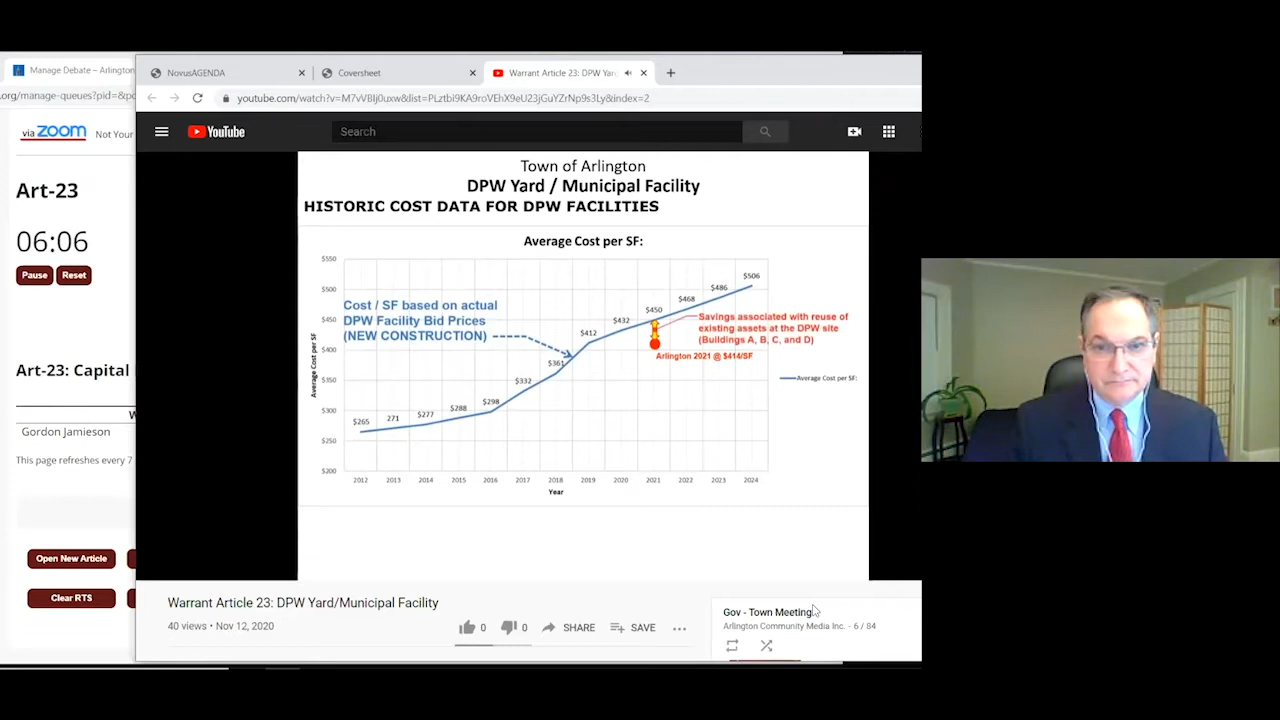 Manage Debate – Arlington
NovusAGENDA
Coversheet
Warrant Article 23: DPW Yard
.org/manage-queues?pid=&po
youtube.com/watch?v=M7vVBIj0uxw&list=PLztbi9KA9roVEhX9eU23jGuYZrNp9s3Ly&index=2
via zoom
Not Your
YouTube
Search
Art-23
06:06
Pause
Reset
Art-23: Capital
W
Gordon Jamieson
This page refreshes every 7
Open New Article
Clear RTS
Town of Arlington
DPW Yard / Municipal Facility
HISTORIC COST DATA FOR DPW FACILITIES
Average Cost per SF:
$550
$500
$450
$400
$350
$300
$250
$200
Average Cost per SF
Cost / SF based on actual
DPW Facility Bid Prices
(NEW CONSTRUCTION)
$265
271
$277
$288
$298
$332
$361
$412
$432
$450
$468
$486
$506
Savings associated with reuse of
existing assets at the DPW site
(Buildings A, B, C, and D)
Arlington 2021 @ $414/SF
Average Cost per SF:
2012 2013 2014 2015 2016 2017 2018 2019 2020 2021 2022 2023 2024
Year
Warrant Article 23: DPW Yard/Municipal Facility
40 views • Nov 12, 2020
0
0
SHARE
SAVE
Gov - Town Meeting
Arlington Community Media Inc. - 6 / 84